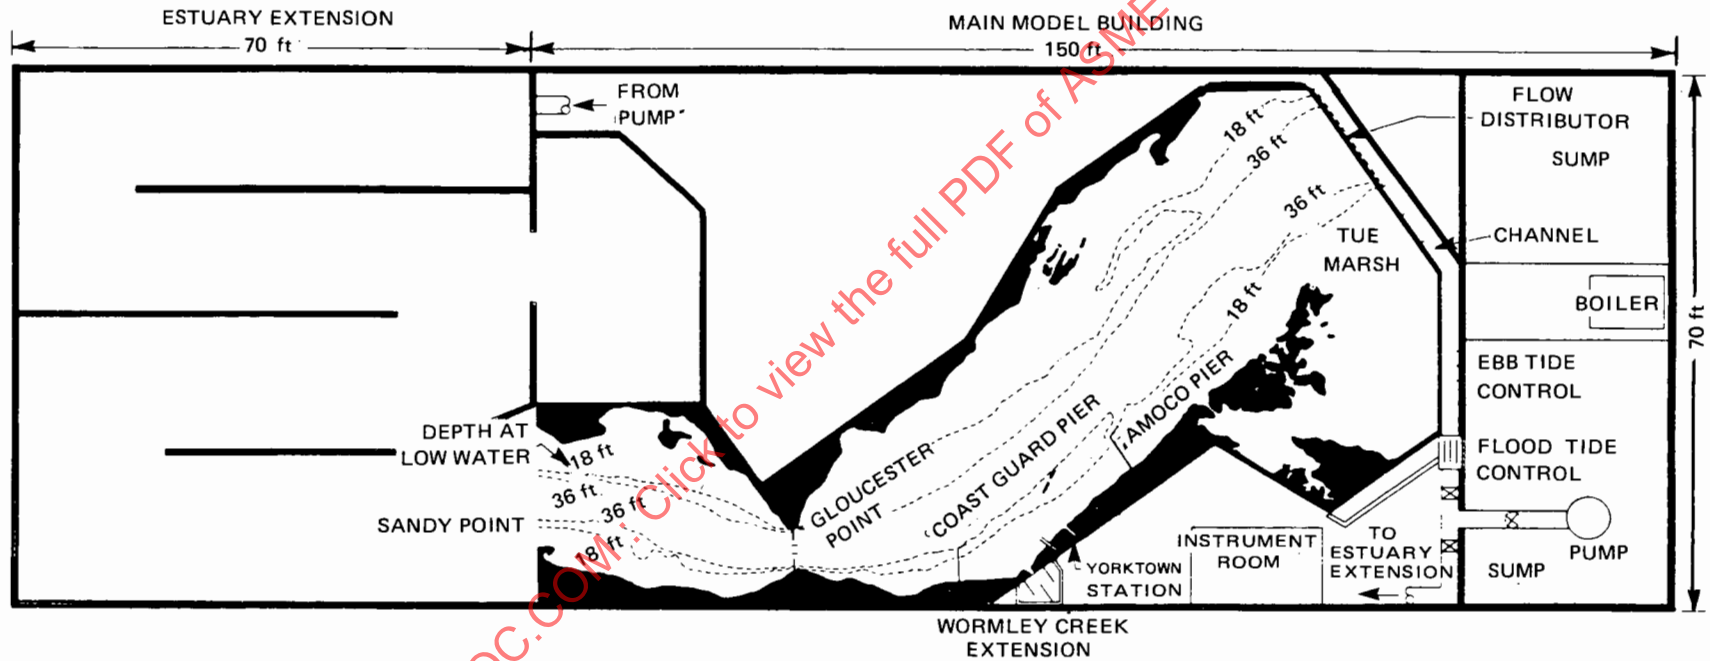 ESTUARY EXTENSION
70 ft
MAIN MODEL BUILDING
150 ft
FROM
PUMP
FLOW
DISTRIBUTOR
SUMP
18 ft
36 ft
36 ft
TUE
MARSH
CHANNEL
18 ft
BOILER
70 ft
EBB TIDE
CONTROL
FLOOD TIDE
CONTROL
DEPTH AT
LOW WATER
18 ft
36 ft
36 ft
SANDY POINT
18 ft
GLOUCESTER
POINT
COAST GUARD PIER
AMOCO PIER
INSTRUMENT
ROOM
TO
ESTUARY
EXTENSION
PUMP
SUMP
YORKTOWN
STATION
WORMLEY CREEK
EXTENSION
DC.COM : Click to view the full PDF of ASME